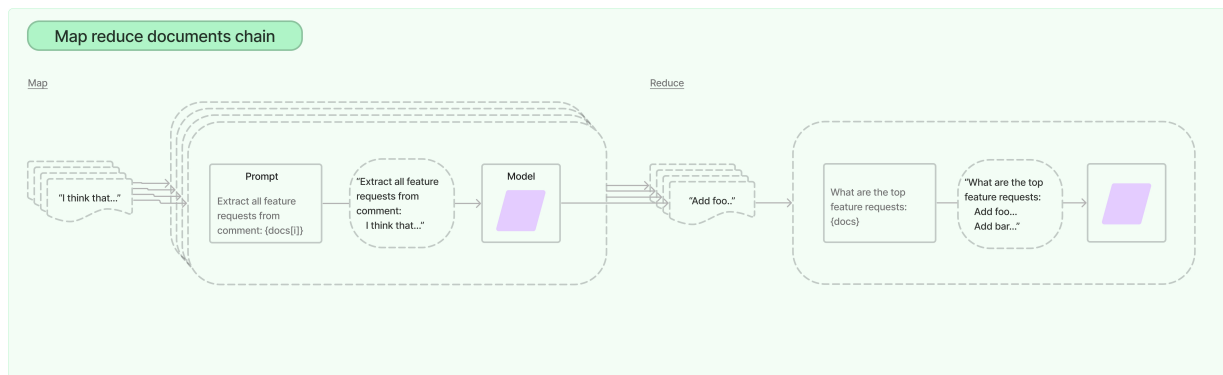 Map reduce documents chain
Map
Reduce
“I think that...”
Prompt
Extract all feature
requests from
comment: {docs[i]}
“Extract all feature
requests from
comment:
I think that...”
Model
“Add foo..”
What are the top
feature requests:
{docs}
“What are the top
feature requests:
Add foo...
Add bar...”